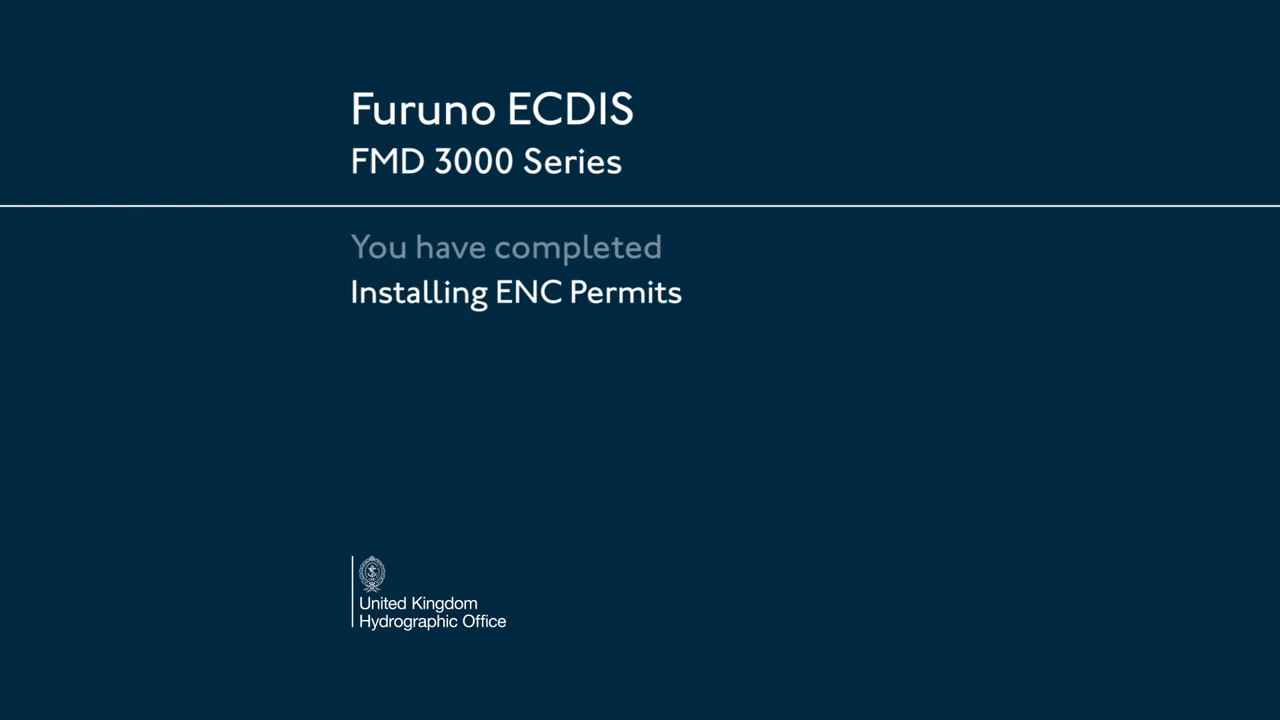 Furuno ECDIS
FMD 3000 Series
You have completed
Installing ENC Permits
United Kingdom
Hydrographic Office